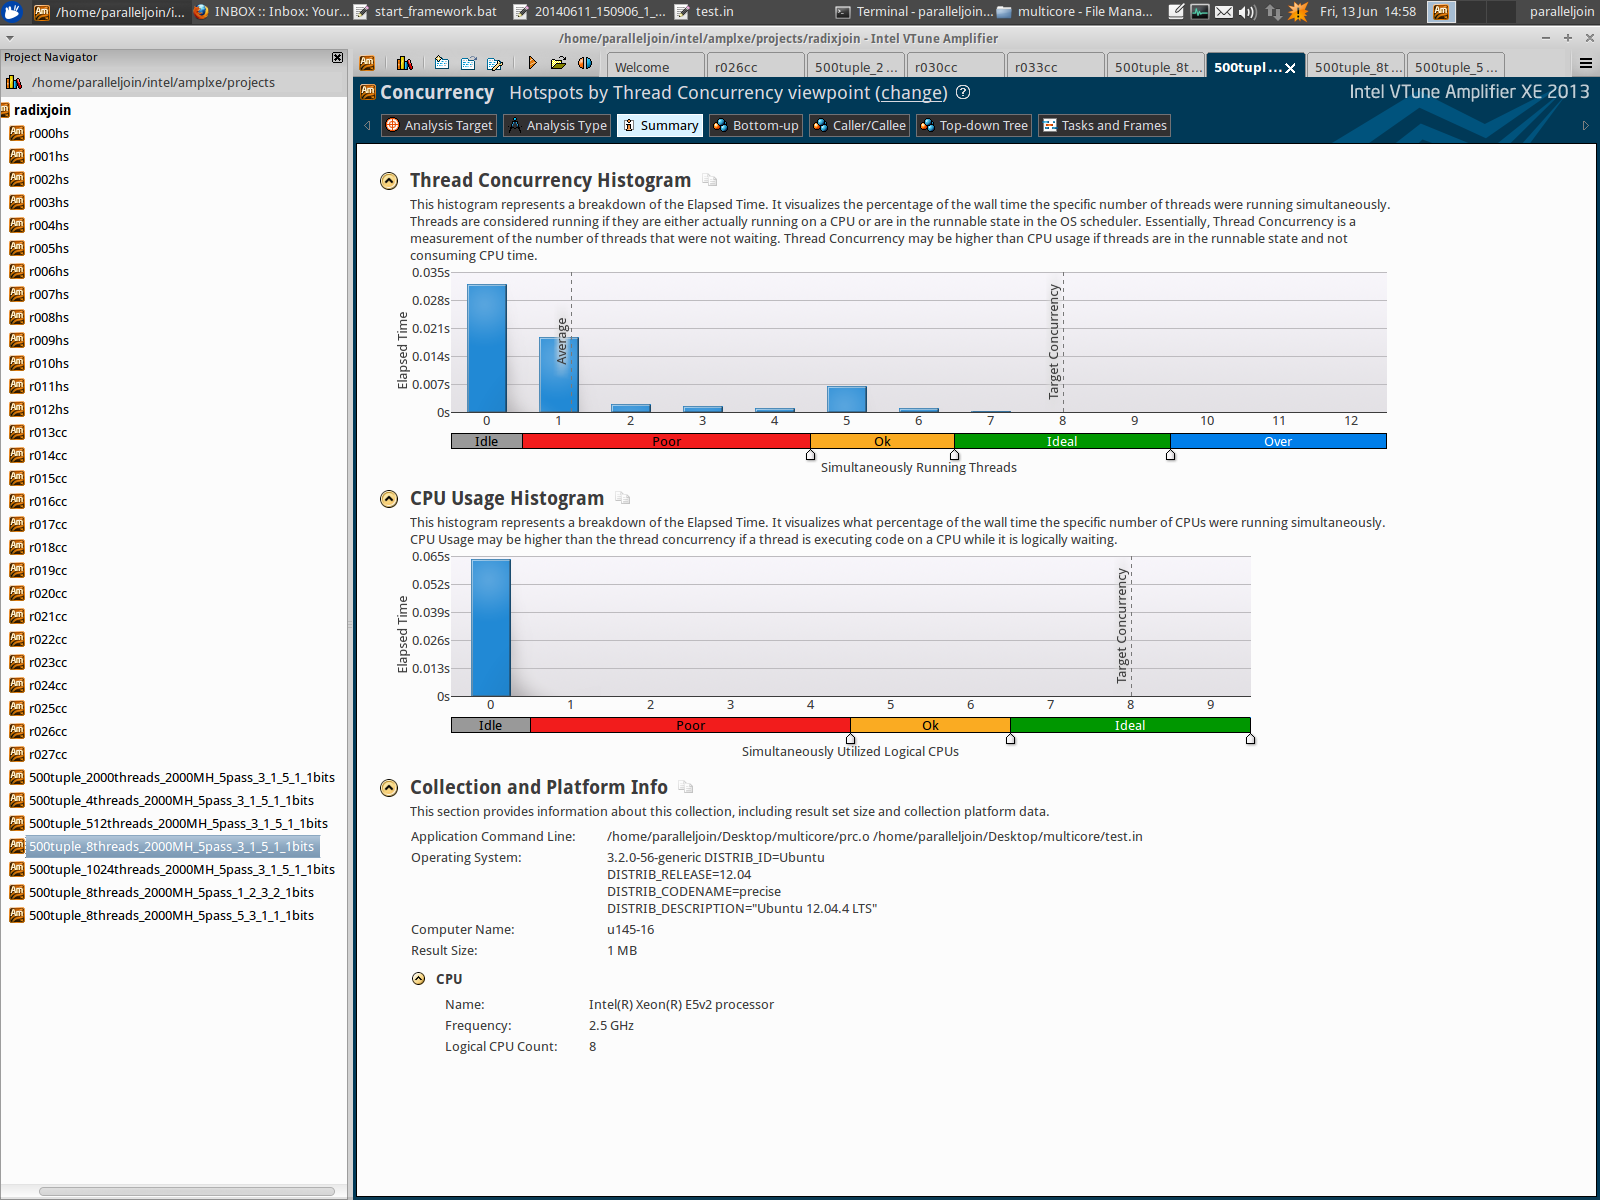 /home/paralleljoin/i...
INBOX :: Inbox: Your...
start_framework.bat
20140611_150906_1_...
test.in
Terminal - paralleljoin...
multicore - File Mana...
Fri, 13 Jun 14:58
paralleljoin
/home/paralleljoin/intel/amplxe/projects/radixjoin - Intel VTune Amplifier
Project Navigator
/home/paralleljoin/intel/amplxe/projects
radixjoin
r000hs
r001hs
r002hs
r003hs
r004hs
r005hs
r006hs
r007hs
r008hs
r009hs
r010hs
r011hs
r012hs
r013cc
r014cc
r015cc
r016cc
r017cc
r018cc
r019cc
r020cc
r021cc
r022cc
r023cc
r024cc
r025cc
r026cc
r027cc
500tuple_2000threads_2000MH_5pass_3_1_5_1_1bits
500tuple_4threads_2000MH_5pass_3_1_5_1_1bits
500tuple_512threads_2000MH_5pass_3_1_5_1_1bits
500tuple_8threads_2000MH_5pass_3_1_5_1_1bits
500tuple_1024threads_2000MH_5pass_3_1_5_1_1bits
500tuple_8threads_2000MH_5pass_1_2_3_2_1bits
500tuple_8threads_2000MH_5pass_5_3_1_1_1bits
Welcome
r026cc
500tuple_2 ...
r030cc
r033cc
500tuple_8t ...
500tupl ...
500tuple_8t ...
500tuple_5 ...
Concurrency Hotspots by Thread Concurrency viewpoint (change)
Intel VTune Amplifier XE 2013
Analysis Target
Analysis Type
Summary
Bottom-up
Caller/Callee
Top-down Tree
Tasks and Frames
Thread Concurrency Histogram
This histogram represents a breakdown of the Elapsed Time. It visualizes the percentage of the wall time the specific number of threads were running simultaneously.
Threads are considered running if they are either actually running on a CPU or are in the runnable state in the OS scheduler. Essentially, Thread Concurrency is a
measurement of the number of threads that were not waiting. Thread Concurrency may be higher than CPU usage if threads are in the runnable state and not
consuming CPU time.
Elapsed Time
0.035s
0.028s
0.021s
0.014s
0.007s
0s
Average
Target Concurrency
0 1 2 3 4 5 6 7 8 9 10 11 12
Idle Poor Ok Ideal Over
Simultaneously Running Threads
CPU Usage Histogram
This histogram represents a breakdown of the Elapsed Time. It visualizes what percentage of the wall time the specific number of CPUs were running simultaneously.
CPU Usage may be higher than the thread concurrency if a thread is executing code on a CPU while it is logically waiting.
Elapsed Time
0.065s
0.052s
0.039s
0.026s
0.013s
0s
Target Concurrency
0 1 2 3 4 5 6 7 8 9
Idle Poor Ok Ideal
Simultaneously Utilized Logical CPUs
Collection and Platform Info
This section provides information about this collection, including result set size and collection platform data.
Application Command Line: /home/paralleljoin/Desktop/multicore/prc.o /home/paralleljoin/Desktop/multicore/test.in
Operating System: 3.2.0-56-generic DISTRIB_ID=Ubuntu
DISTRIB_RELEASE=12.04
DISTRIB_CODENAME=precise
DISTRIB_DESCRIPTION="Ubuntu 12.04.4 LTS"
Computer Name: u145-16
Result Size: 1 MB
CPU
Name: Intel(R) Xeon(R) E5v2 processor
Frequency: 2.5 GHz
Logical CPU Count: 8